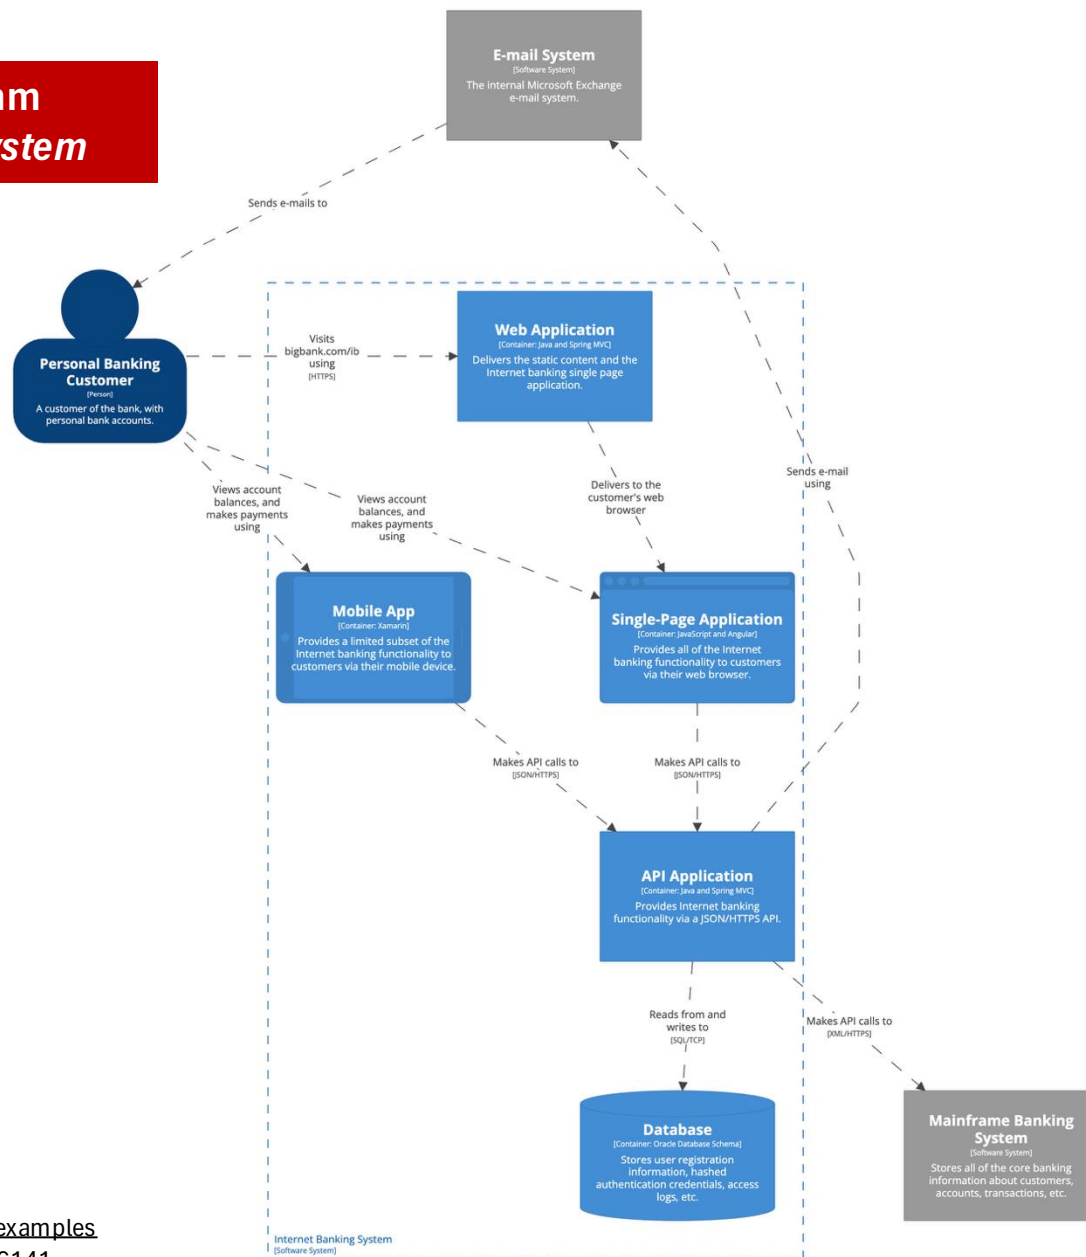 E-mail System
[Software System]
The internal Microsoft Exchange
e-mail system.
am
ystem
Sends e-mails to
Personal Banking
Customer
[Person]
A customer of the bank, with
personal bank accounts.
Visits
bigbank.com/ib
using
[HTTPS]
Web Application
[Container: Java and Spring MVC]
Delivers the static content and the
Internet banking single page
application.
Views account
balances, and
makes payments
using
Views account
balances, and
makes payments
using
Delivers to the
customer's web
browser
Sends e-mail
using
Mobile App
[Container: Xamarin]
Provides a limited subset of the
Internet banking functionality to
customers via their mobile device.
Single-Page Application
[Container: JavaScript and Angular]
Provides all of the Internet
banking functionality to customers
via their web browser.
Makes API calls to
[JSON/HTTPS]
Makes API calls to
[JSON/HTTPS]
API Application
[Container: Java and Spring MVC]
Provides Internet banking
functionality via a JSON/HTTPS API.
Reads from and
writes to
[SQL/TCP]
Makes API calls to
[XML/HTTPS]
Database
[Container: Oracle Database Schema]
Stores user registration
information, hashed
authentication credentials, access
logs, etc.
Mainframe Banking
System
[Software System]
Stores all of the core banking
information about customers,
accounts, transactions, etc.
examples
Internet Banking System
[Software System]